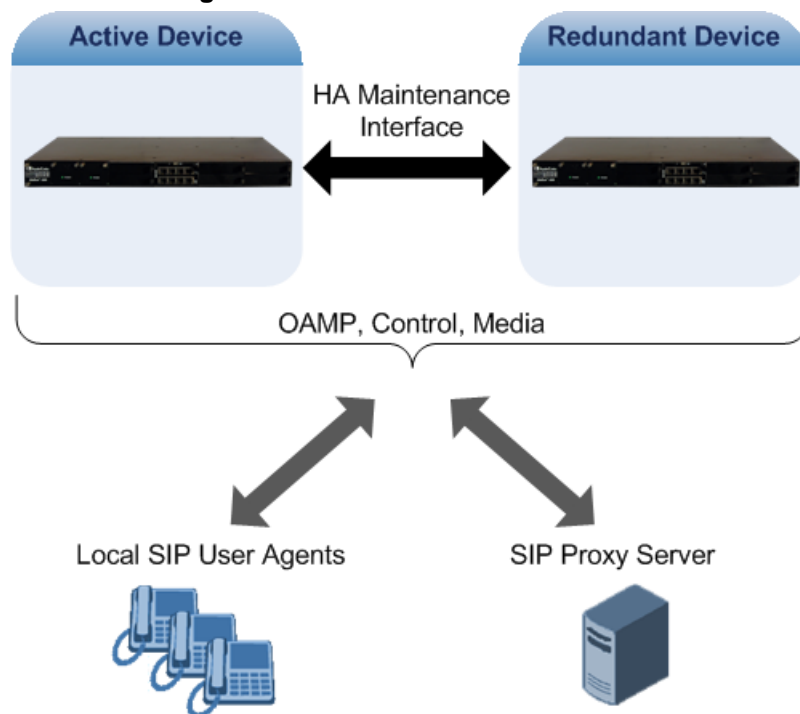 Active Device
Redundant Device
HA Maintenance
Interface
OAMP, Control, Media
Local SIP User Agents
SIP Proxy Server